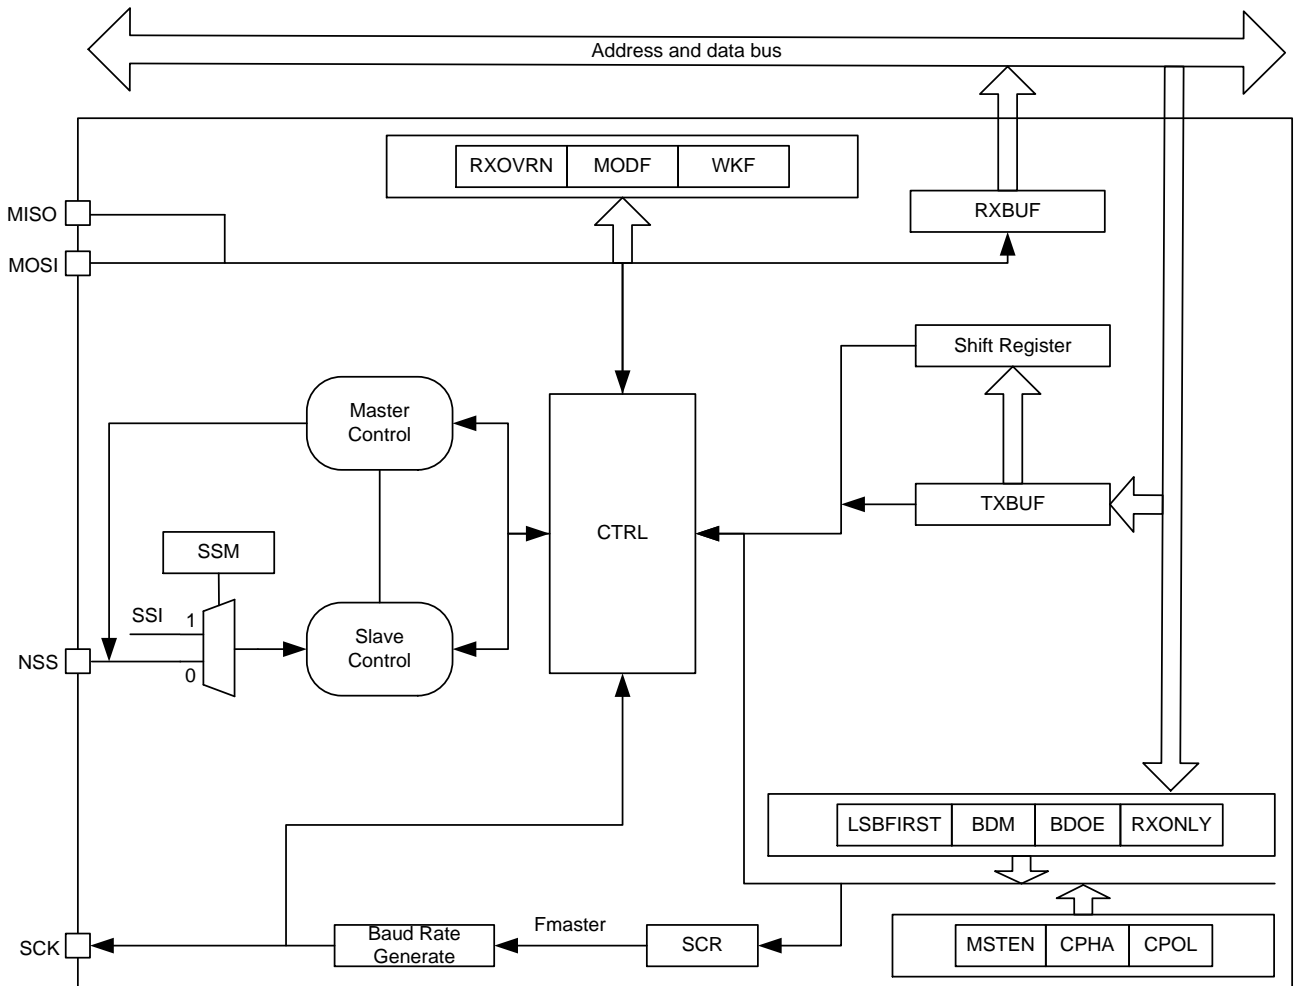 Address and data bus
RXOVRN MODF WKF
RXBUF
MISO
MOSI
Shift Register
Master
Control
TXBUF
CTRL
SSM
SSI 1
Slave
Control
NSS
0
LSBFIRST BDM BDOE RXONLY
Fmaster
Baud Rate
Generate
SCR
SCK
MSTEN CPHA CPOL